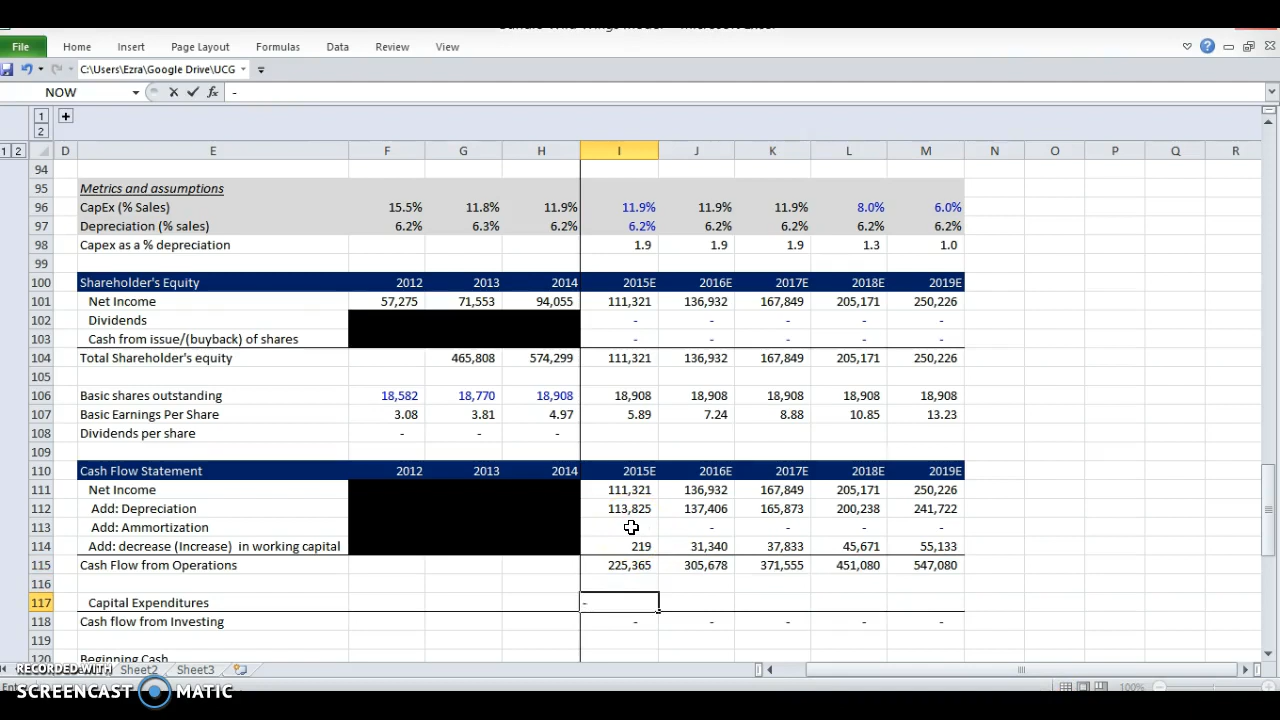 File Home Insert Page Layout Formulas Data Review View
C:\Users\Ezra\Google Drive\UCG
NOW -
1
2
1 2 D E F G H I J K L M N O P Q R
94
95 Metrics and assumptions
96 CapEx (% Sales) 15.5% 11.8% 11.9% 11.9% 11.9% 11.9% 8.0% 6.0%
97 Depreciation (% sales) 6.2% 6.3% 6.2% 6.2% 6.2% 6.2% 6.2% 6.2%
98 Capex as a % depreciation 1.9 1.9 1.9 1.3 1.0
99
100 Shareholder's Equity 2012 2013 2014 2015E 2016E 2017E 2018E 2019E
101 Net Income 57,275 71,553 94,055 111,321 136,932 167,849 205,171 250,226
102 Dividends - - - - -
103 Cash from issue/(buyback) of shares - - - - -
104 Total Shareholder's equity 465,808 574,299 111,321 136,932 167,849 205,171 250,226
105
106 Basic shares outstanding 18,582 18,770 18,908 18,908 18,908 18,908 18,908 18,908
107 Basic Earnings Per Share 3.08 3.81 4.97 5.89 7.24 8.88 10.85 13.23
108 Dividends per share - - -
109
110 Cash Flow Statement 2012 2013 2014 2015E 2016E 2017E 2018E 2019E
111 Net Income 111,321 136,932 167,849 205,171 250,226
112 Add: Depreciation 113,825 137,406 165,873 200,238 241,722
113 Add: Ammortization - - - -
114 Add: decrease (Increase) in working capital 219 31,340 37,833 45,671 55,133
115 Cash Flow from Operations 225,365 305,678 371,555 451,080 547,080
116
117 Capital Expenditures -
118 Cash flow from Investing - - - - -
119
120 Beginning Cash
Sheet2 Sheet3
RECORDED WITH
SCREENCAST MATIC
100%